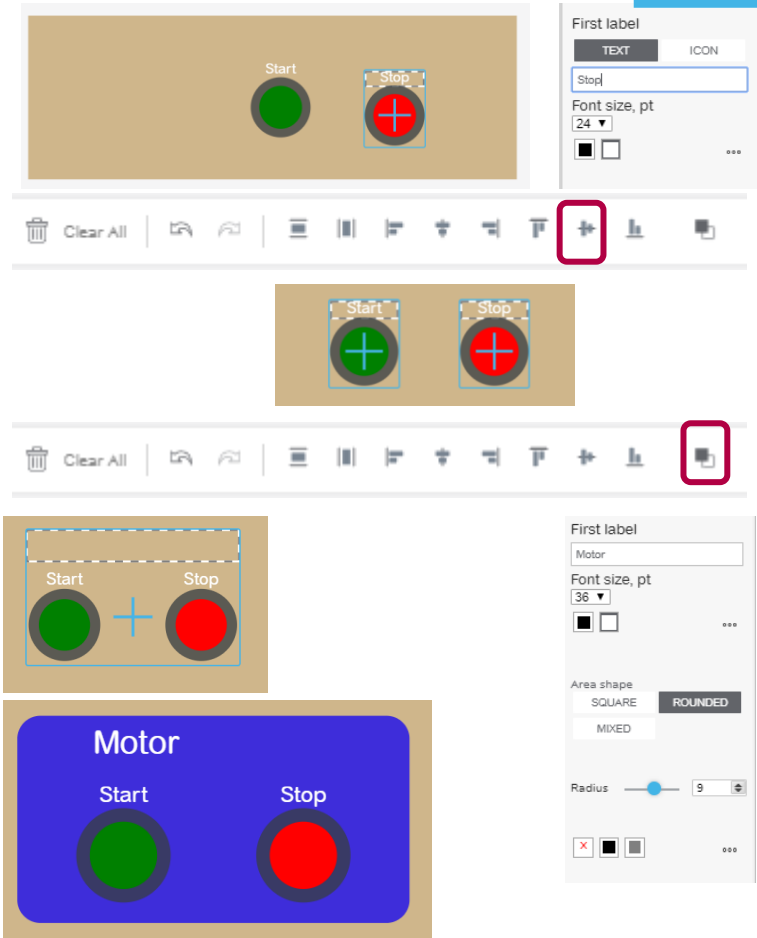 First label
TEXT ICON
Start
Stop
Stop
Font size, pt
24 ▼
Clear All
Start Stop
Clear All
First label
Motor
Font size, pt
36 ▼
Start Stop
Area shape
SQUARE ROUNDED
MIXED
Motor
Start Stop
Radius 9
x